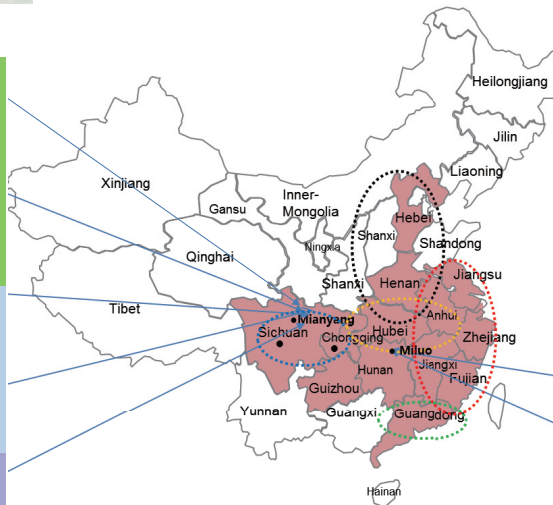 Heilongjiang
Jilin
Liaoning
Xinjiang
Inner-
Mongolia
Gansu
Hebei
Shanxi
Ningxia
Shandong
Qinghai
Henan
Jiangsu
Shanxi
Tibet
Mianyang
Anhui
Sichuan
Hubei
Chongqing
Zhejiang
Miluo
Hunan
Jiangxi
Fujian
Guizhou
Yunnan
Guangxi
Guangdong
Hainan